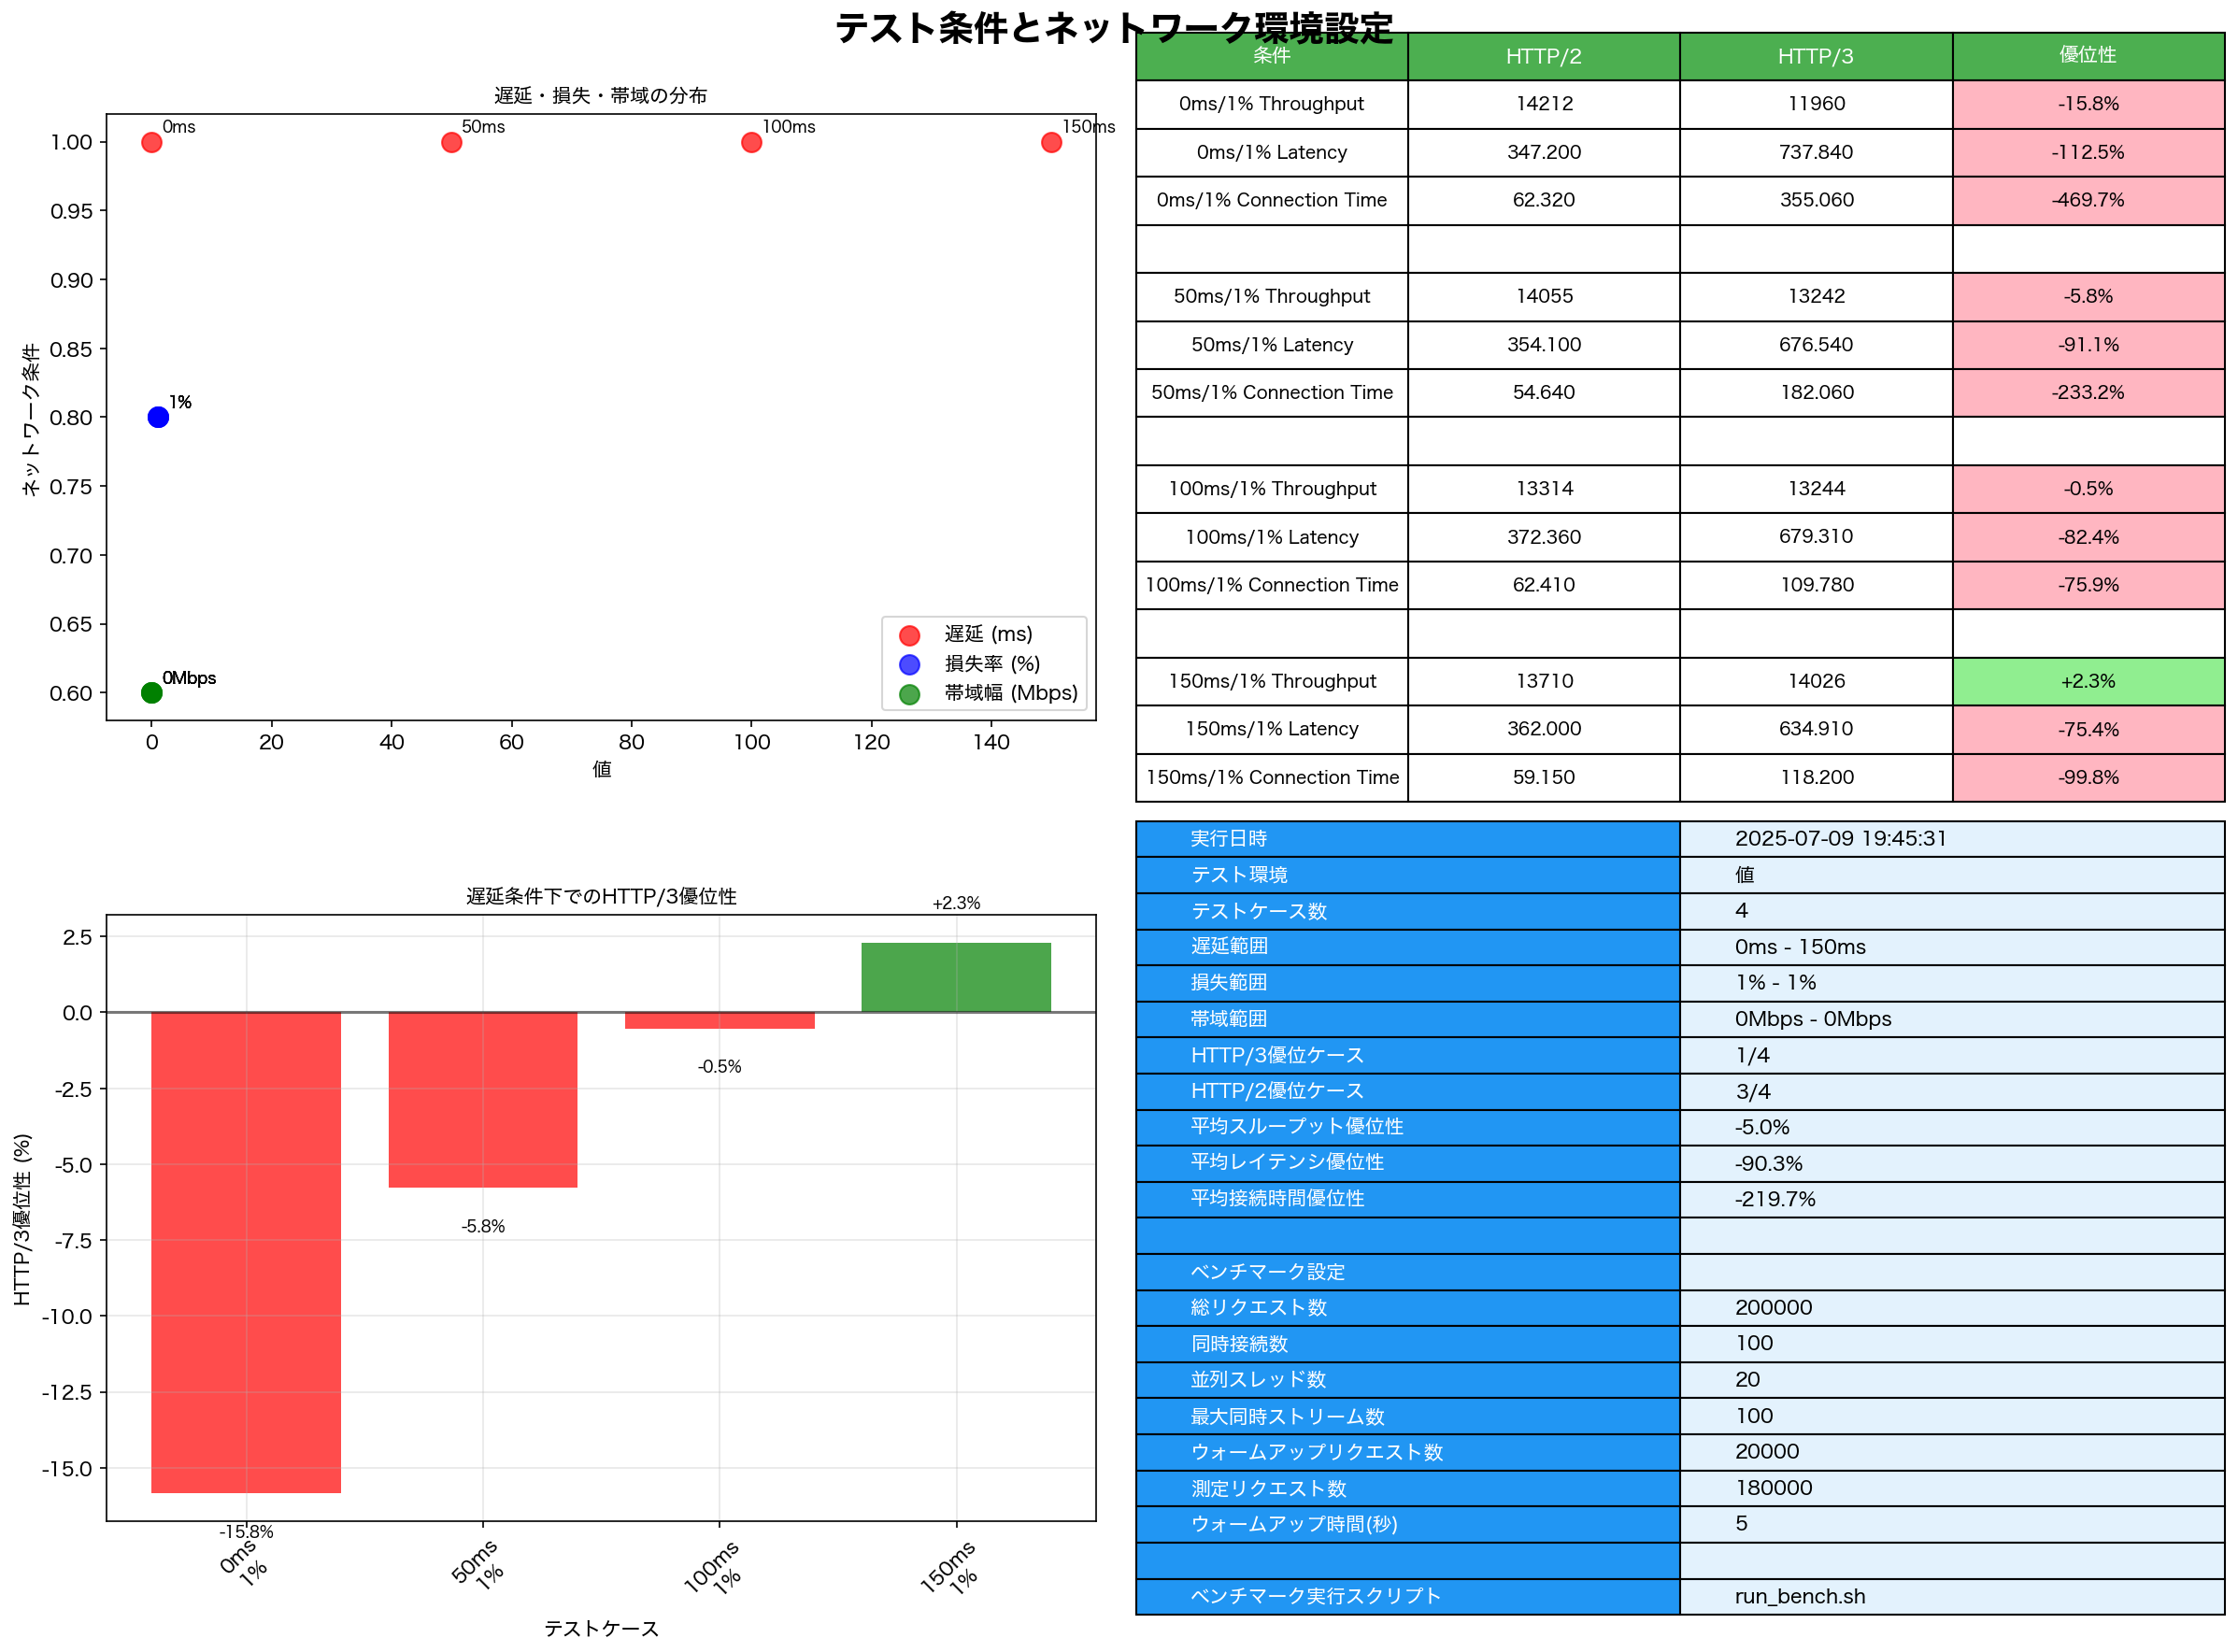 テスト条件とネットワーク環境設定
遅延・損失・帯域の分布
0ms 50ms 100ms 150ms
1.00
0.95
0.90
0.85
1%
0.80
0.75
0.70
0.65
0Mbps
0.60
ネットワーク条件
遅延 (ms)
損失率 (%)
帯域幅 (Mbps)
0 20 40 60 80 100 120 140
値
条件 HTTP/2 HTTP/3 優位性
0ms/1% Throughput 14212 11960 -15.8%
0ms/1% Latency 347.200 737.840 -112.5%
0ms/1% Connection Time 62.320 355.060 -469.7%
50ms/1% Throughput 14055 13242 -5.8%
50ms/1% Latency 354.100 676.540 -91.1%
50ms/1% Connection Time 54.640 182.060 -233.2%
100ms/1% Throughput 13314 13244 -0.5%
100ms/1% Latency 372.360 679.310 -82.4%
100ms/1% Connection Time 62.410 109.780 -75.9%
150ms/1% Throughput 13710 14026 +2.3%
150ms/1% Latency 362.000 634.910 -75.4%
150ms/1% Connection Time 59.150 118.200 -99.8%
遅延条件下でのHTTP/3優位性
+2.3%
2.5
0.0
-0.5%
-2.5
-5.0
-5.8%
-7.5
-10.0
-12.5
-15.0
-15.8%
HTTP/3優位性 (%)
0ms 50ms 100ms 150ms
1% 1% 1% 1%
テストケース
実行日時 2025-07-09 19:45:31
テスト環境 値
テストケース数 4
遅延範囲 0ms - 150ms
損失範囲 1% - 1%
帯域範囲 0Mbps - 0Mbps
HTTP/3優位ケース 1/4
HTTP/2優位ケース 3/4
平均スループット優位性 -5.0%
平均レイテンシ優位性 -90.3%
平均接続時間優位性 -219.7%
ベンチマーク設定
総リクエスト数 200000
同時接続数 100
並列スレッド数 20
最大同時ストリーム数 100
ウォームアップリクエスト数 20000
測定リクエスト数 180000
ウォームアップ時間(秒) 5
ベンチマーク実行スクリプト run_bench.sh